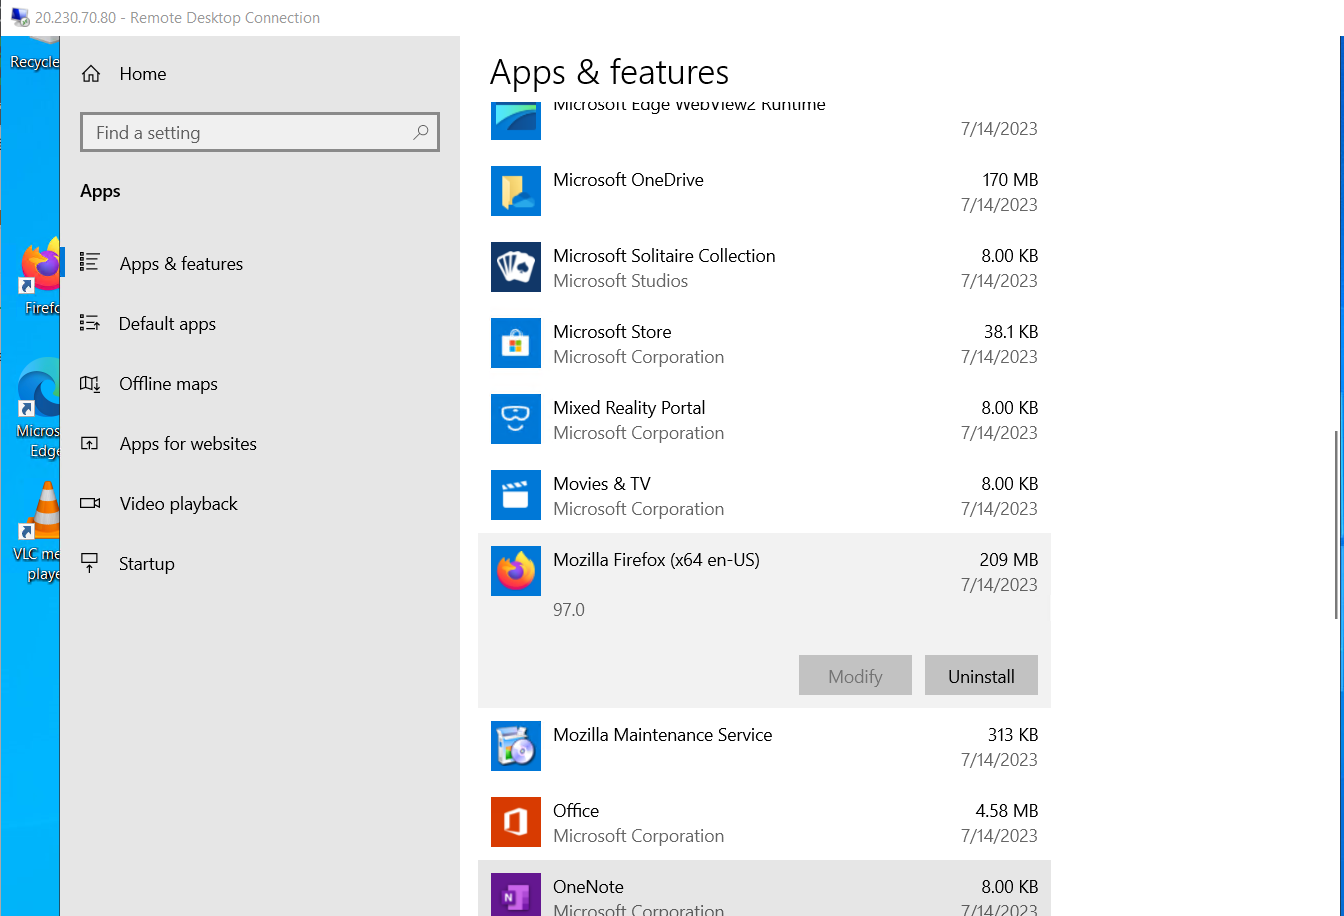 20.230.70.80 - Remote Desktop Connection
Recycle
Firefo
Micros
Edge
VLC me
playe
Home
Find a setting
Apps
Apps & features
Default apps
Offline maps
Apps for websites
Video playback
Startup
Apps & features
Microsoft Edge WebView2 Runtime
7/14/2023
Microsoft OneDrive 170 MB
7/14/2023
Microsoft Solitaire Collection 8.00 KB
Microsoft Studios 7/14/2023
Microsoft Store 38.1 KB
Microsoft Corporation 7/14/2023
Mixed Reality Portal 8.00 KB
Microsoft Corporation 7/14/2023
Movies & TV 8.00 KB
Microsoft Corporation 7/14/2023
Mozilla Firefox (x64 en-US) 209 MB
7/14/2023
97.0
Modify Uninstall
Mozilla Maintenance Service 313 KB
7/14/2023
Office 4.58 MB
Microsoft Corporation 7/14/2023
N
OneNote 8.00 KB
Microsoft Corporation 7/14/2023